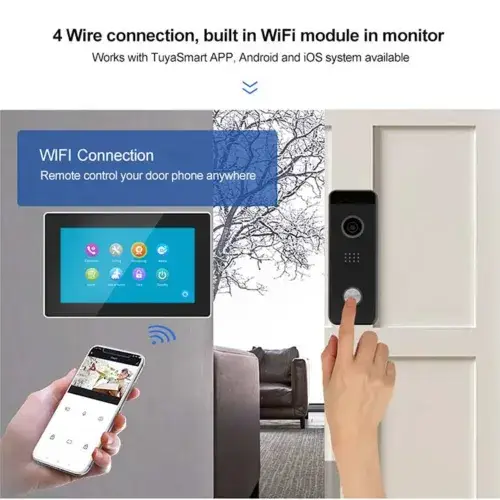 4 Wire connection, built in WiFi module in monitor
Works with TuyaSmart APP, Android and iOS system available
WIFI Connection
Remote control your door phone anywhere